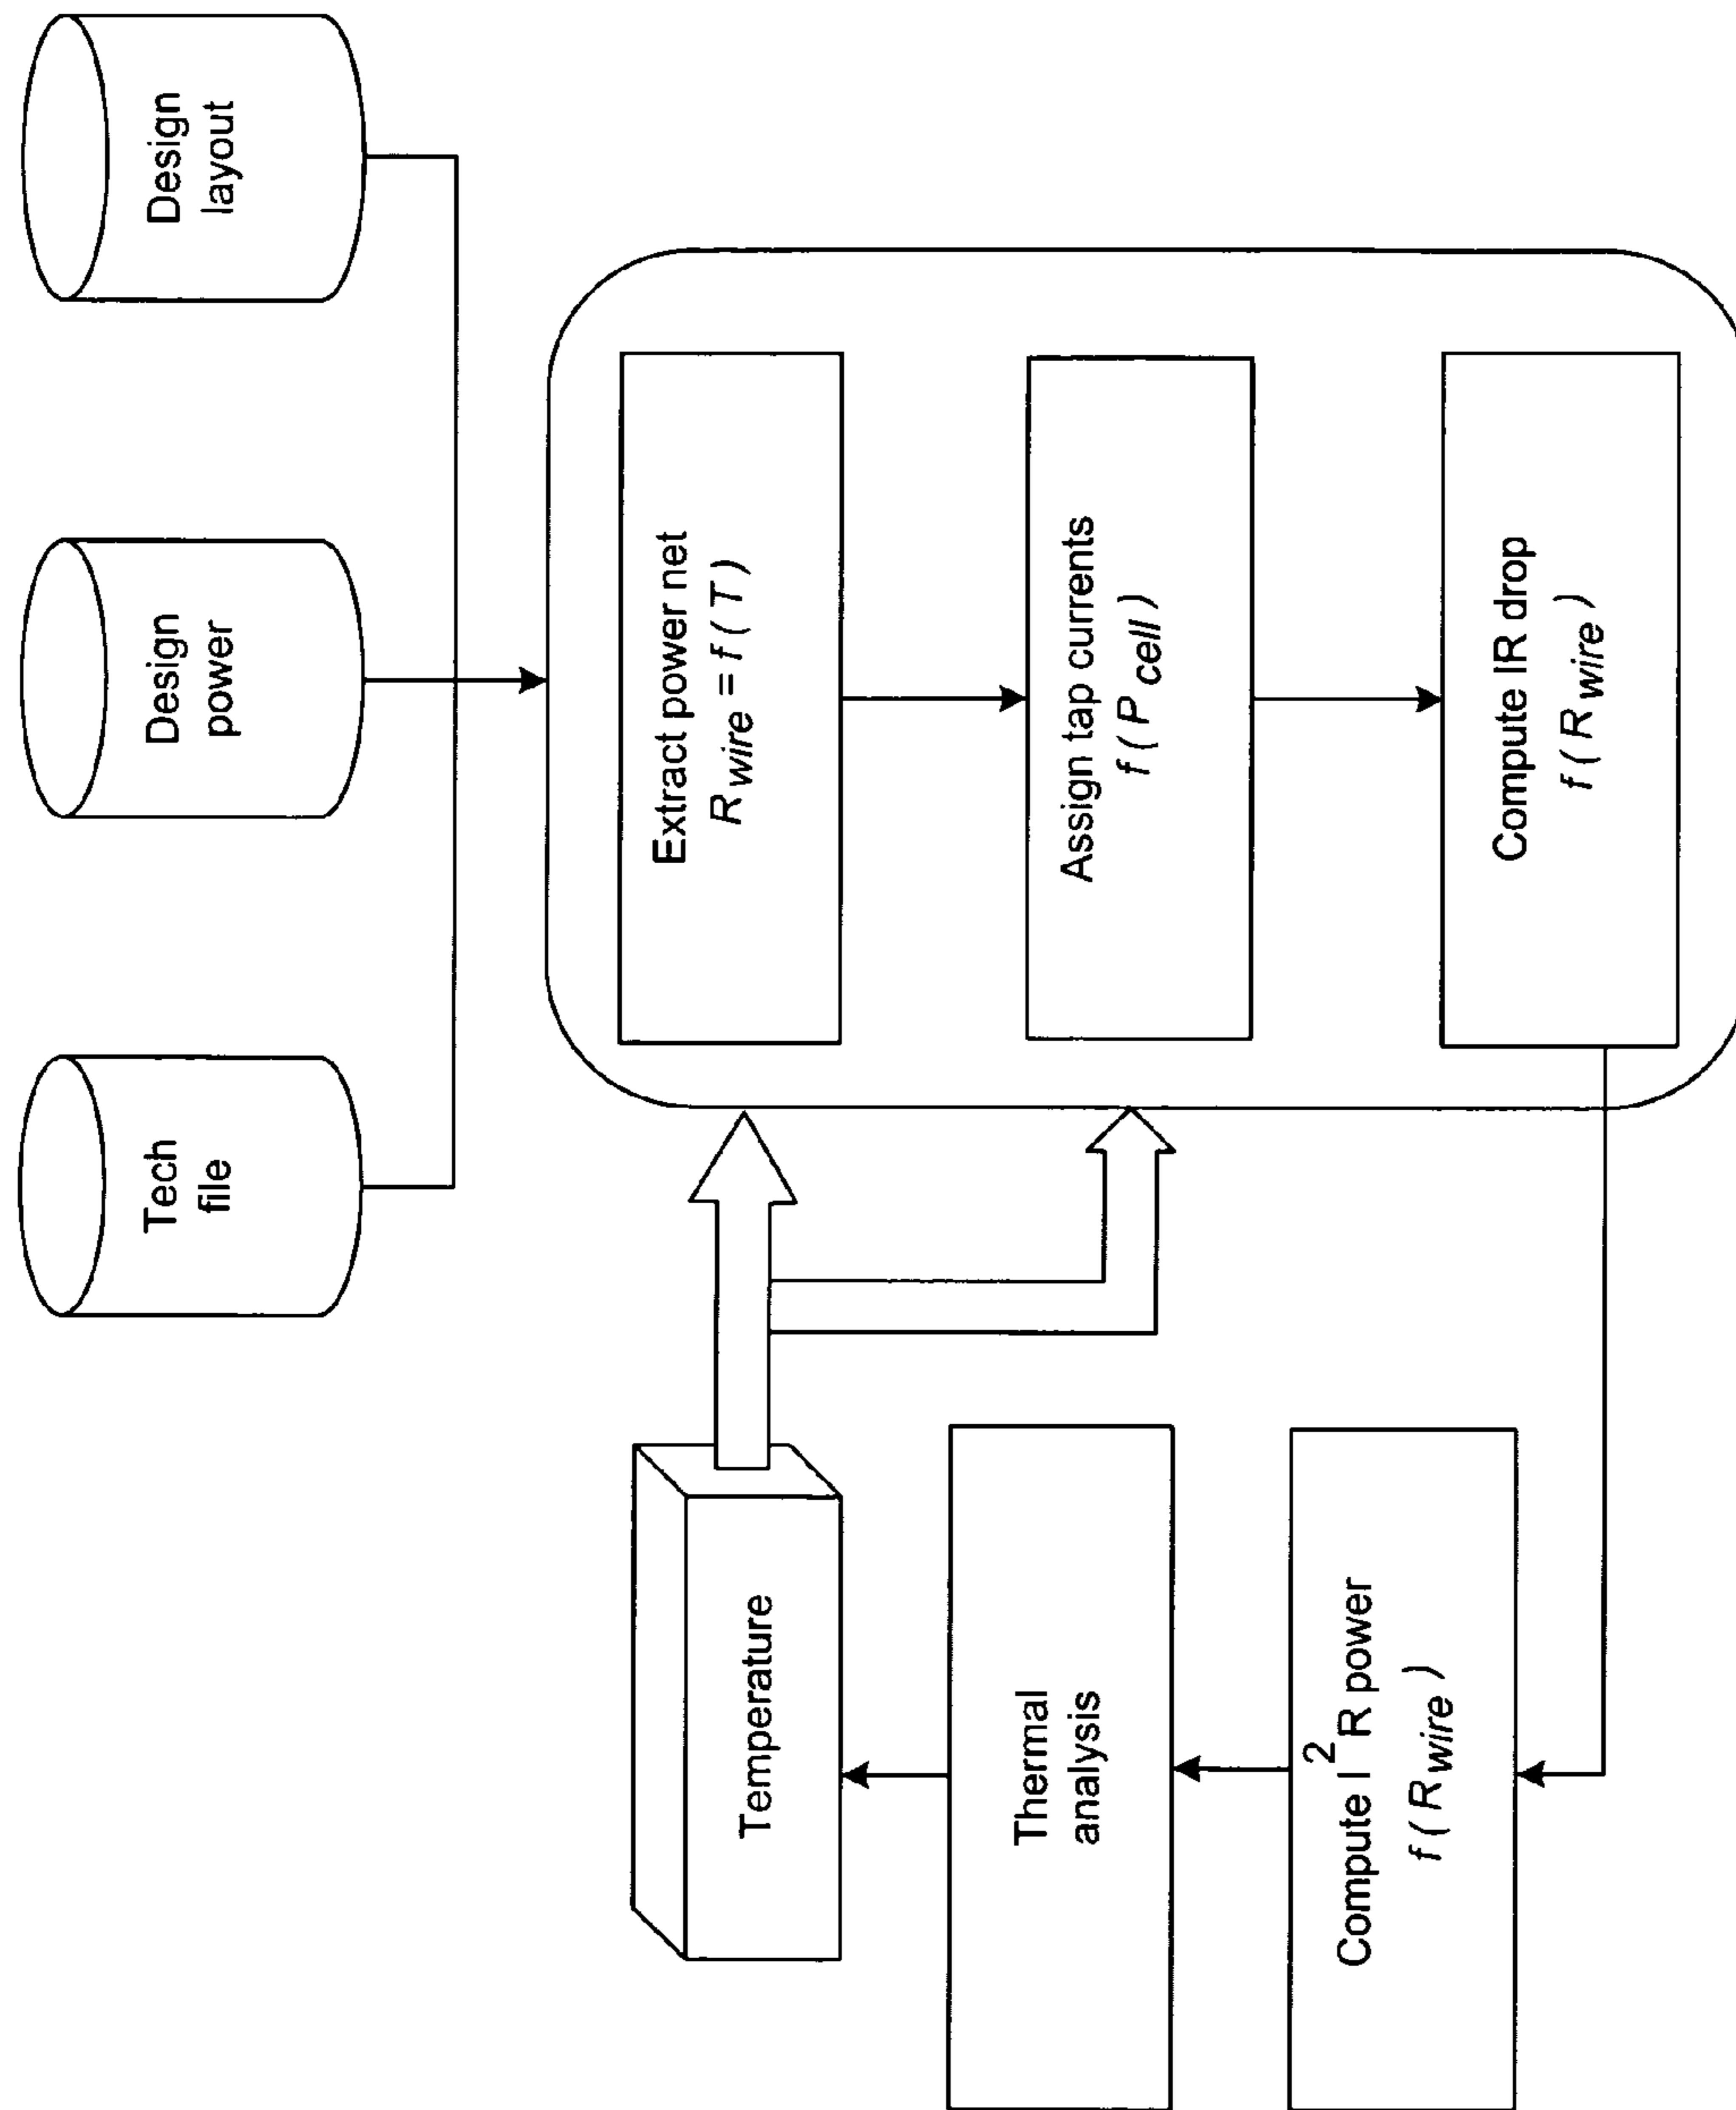 Tech
file
Design
power
Design
layout
Temperature
Extract power net
R wire = f ( T )
Thermal
analysis
Assign tap currents
f ( P cell )
Compute I² R power
f ( R wire )
Compute IR drop
f ( R wire )